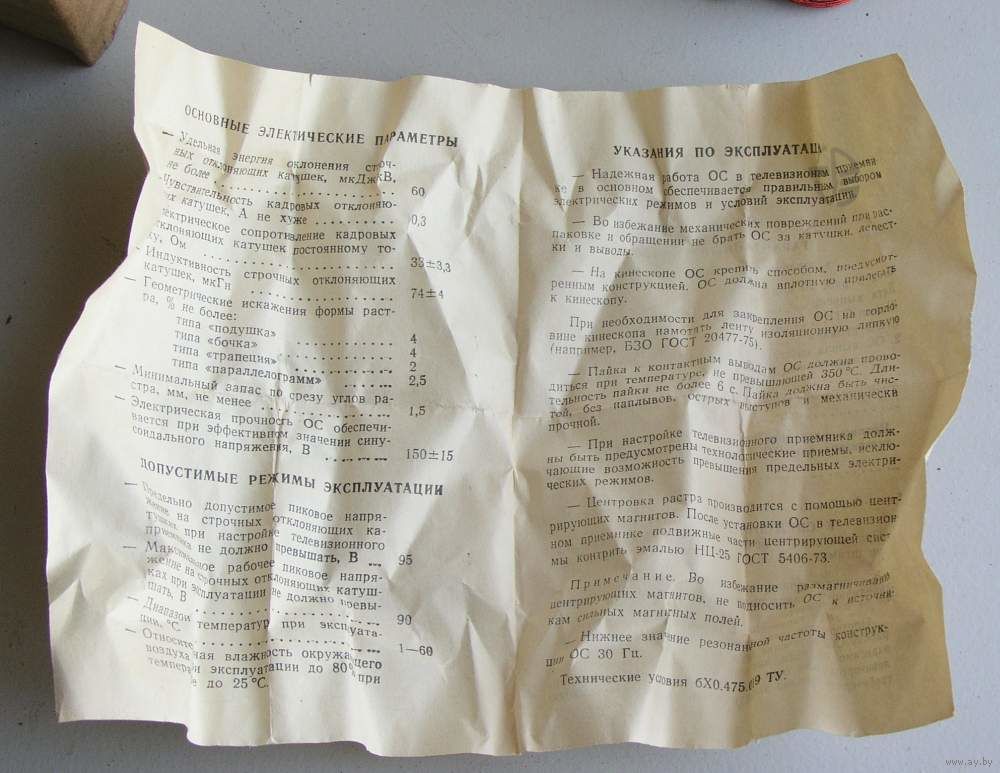 ОСНОВНЫЕ ЭЛЕКТИЧЕСКИЕ ПАРАМЕТРЫ
— Удельная энергия оклонения строч-
ных отклоняющих катушек, мкДжкВ,
не более 60
Чувствительность кадровых отклоняю-
катушек, А не хуже 0,3
ектрическое сопротивление кадровых
клоняющих катушек постоянному то-
ку, Ом 33±3,3
— Индуктивность строчных отклоняющих
катушек, мкГн 74±4
— Геометрические искажения формы раст-
ра, % не более:
типа «подушка» 4
типа «бочка» 4
типа «трапеция» 2
типа «параллелограмм» 2,5
— Минимальный запас по срезу углов ра-
стра, мм, не менее 1,5
— Электрическая прочность ОС обеспечи-
вается при эффективном значении сину-
соидального напряжения, В 150±15
ДОПУСТИМЫЕ РЕЖИМЫ ЭКСПЛУАТАЦИИ
— Предельно допустимое пиковое напря-
жение на строчных отклоняющих ка-
тушках при настройке телевизионного
приемника не должно превышать, В 95
— Максимальное рабочее пиковое напря-
жение на строчных отклоняющих катуш-
ках при эксплуатации не должно превы-
шать, В 90
— Диапазон температур при эксплуата-
ции, °С 1—60
— Относительная влажность окружающего
воздуха эксплуатации до 80% при
температуре до 25°С.
УКАЗАНИЯ ПО ЭКСПЛУАТАЦ
— Надежная работа ОС в телевизионном приемни
ке в основном обеспечивается правильным выбором
электрических режимов и условий эксплуатации.
— Во избежание механических повреждений при рас-
паковке и обращении не брать ОС за катушки, лепест-
ки и выводы.
— На кинескопе ОС крепить способом, предусмот-
ренным конструкцией. ОС должна вплотную прилегать
к кинескопу.
При необходимости для закрепления ОС на горло-
вине кинескопа намотать ленту изоляционную липкую
(например, БЗО ГОСТ 20477-75).
— Пайка к контактным выводам ОС должна произво-
диться при температуре, не превышающей 350°С. Дли-
тельность пайки не более 6 с. Пайка должна быть чис-
той, без наплывов, острых выступов и механически
прочной.
— При настройке телевизионного приемника долж-
ны быть предусмотрены технологические приемы, исклю-
чающие возможность превышения предельных электри-
ческих режимов.
— Центровка растра производится с помощью цент-
рирующих магнитов. После установки ОС в телевизион
ном приемнике подвижные части центрирующей сист
мы контрить эмалью НЦ-25 ГОСТ 5406-73.
Примечание. Во избежание размагничивания
центрирующих магнитов, не подносить ОС к источни-
кам сильных магнитных полей.
— Нижнее значние резонансной частоты конструк-
ции ОС 30 Гц.
Технические условия бХ0.475. ТУ.
www.ay.by